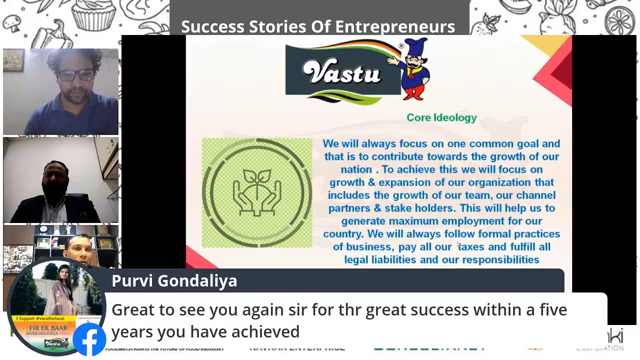 Success Stories Of Entrepreneurs
Vastu
Core Ideology
We will always focus on one common goal and
that is to contribute towards the growth of our
nation . To achieve this we will focus on
growth & expansion of our organization that
includes the growth of our team, our channel
partners & stake holders. This will help us to
generate maximum employment for our
country. We will always follow formal practices
of business, pay all our taxes and fulfill all
legal liabilities and our responsibilities
Purvi Gondaliya
Great to see you again sir for thr great success within a five
years you have achieved
FIR EK BAAR